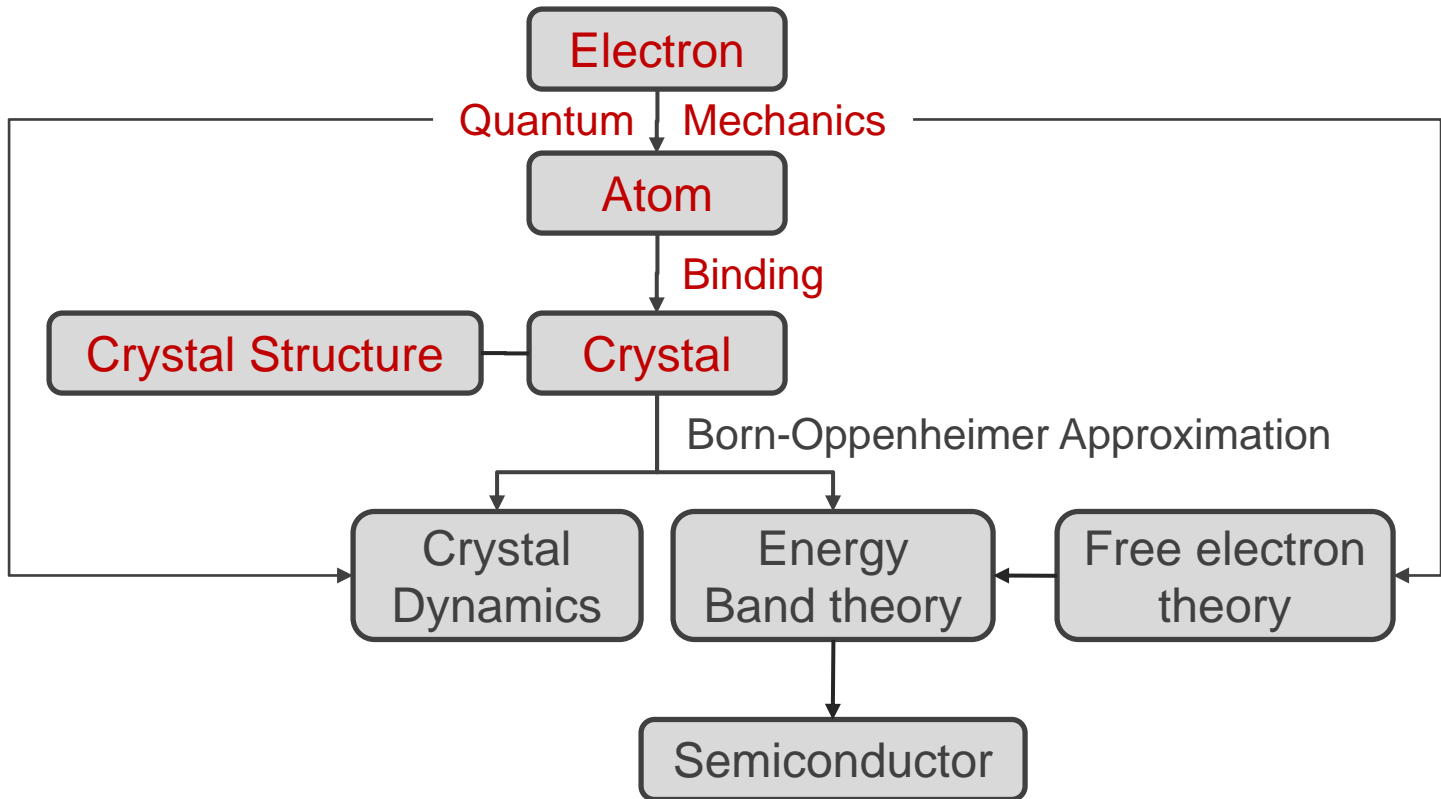 Electron
Quantum Mechanics
Atom
Binding
Crystal Structure
Crystal
Born-Oppenheimer Approximation
Crystal
Dynamics
Energy
Band theory
Free electron
theory
Semiconductor